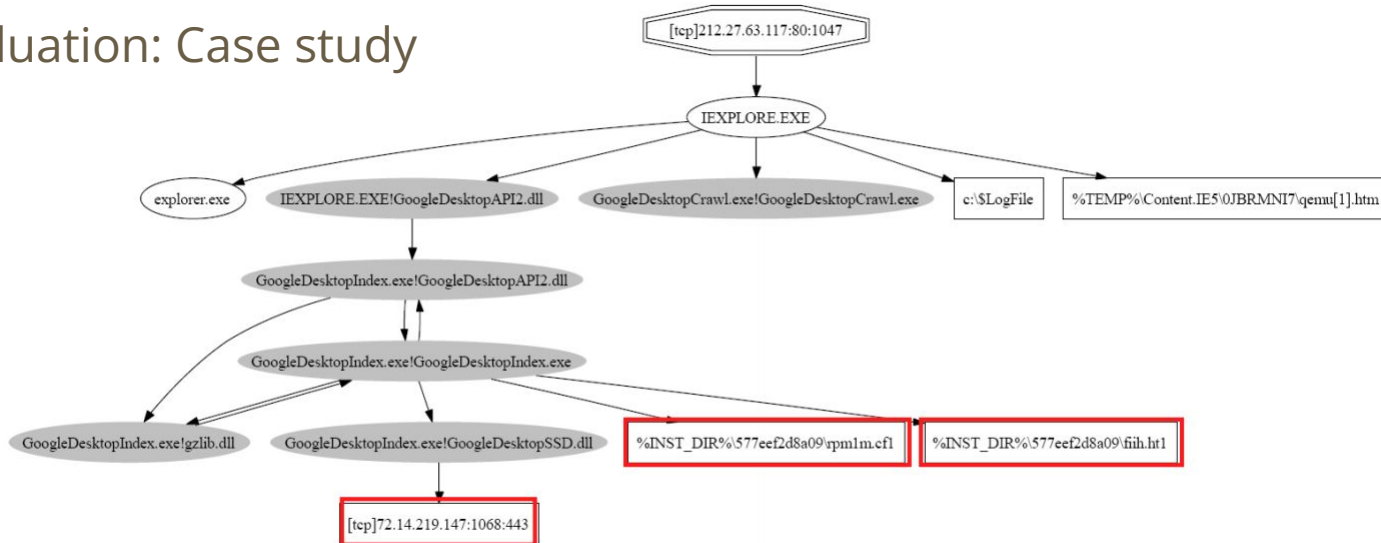 luation: Case study
[tcp]212.27.63.117:80:1047
IEXPLORE.EXE
explorer.exe
IEXPLORE.EXE!GoogleDesktopAPI2.dll
GoogleDesktopCrawl.exe!GoogleDesktopCrawl.exe
c:\$LogFile
%TEMP%\Content.IE5\0JBRMNI7\qemu[1].htm
GoogleDesktopIndex.exe!GoogleDesktopAPI2.dll
GoogleDesktopIndex.exe!GoogleDesktopIndex.exe
GoogleDesktopIndex.exe!gzlib.dll
GoogleDesktopIndex.exe!GoogleDesktopSSD.dll
%INST_DIR%\577eef2d8a09\rpm1m.cf1
%INST_DIR%\577eef2d8a09\fiih.ht1
[tcp]72.14.219.147:1068:443